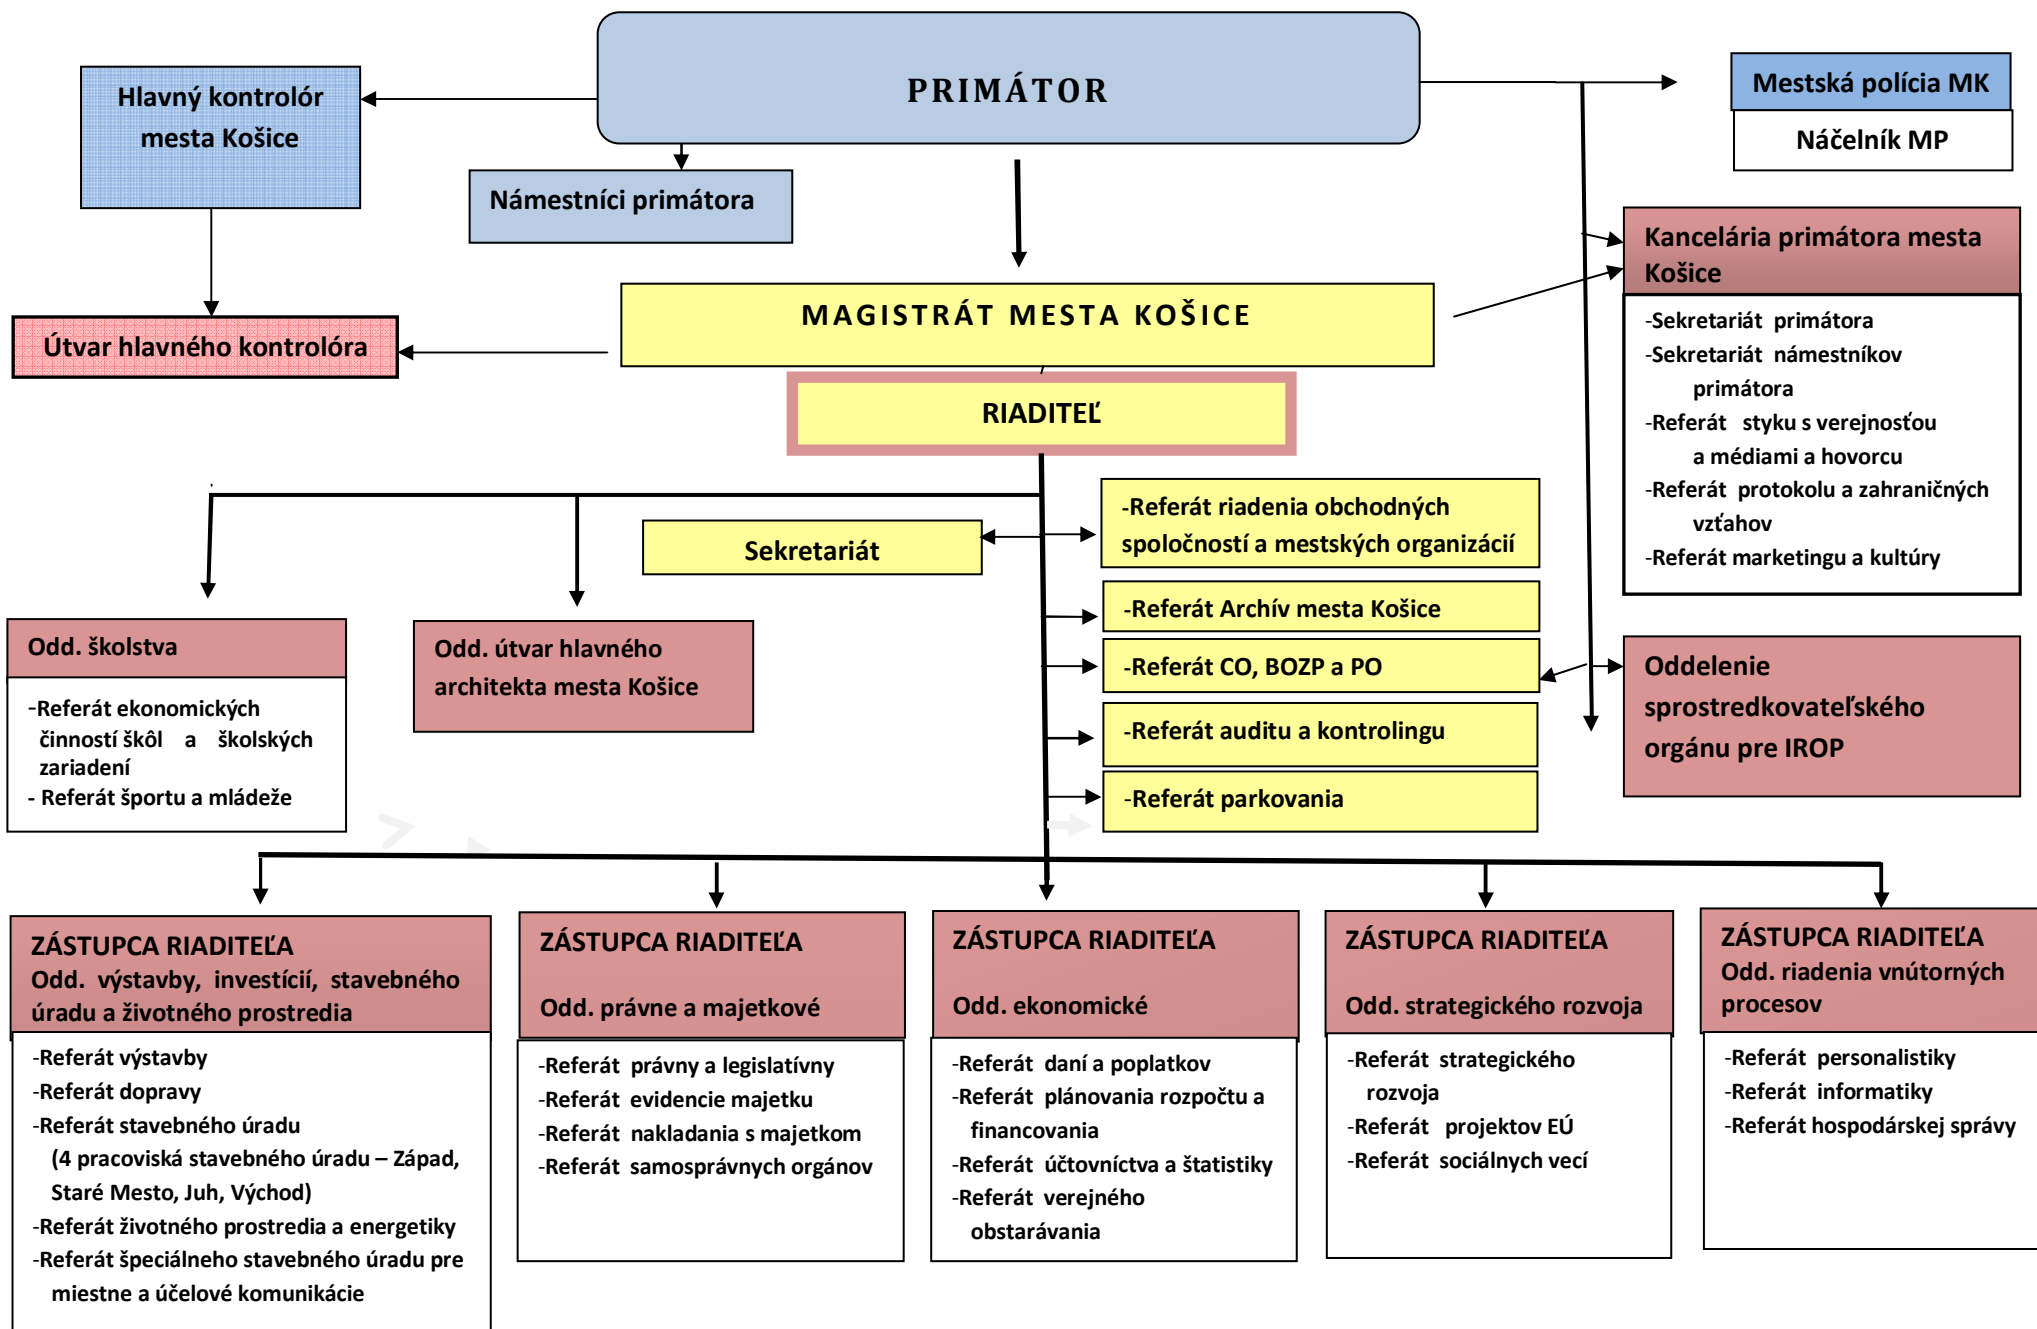 PRIMÁTOR
Hlavný kontrolór
mesta Košice
Mestská polícia MK
Náčelník MP
Námestníci primátora
Kancelária primátora mesta
Košice
-Sekretariát primátora
-Sekretariát námestníkov
primátora
-Referát styku s verejnosťou
a médiami a hovorcu
-Referát protokolu a zahraničných
vzťahov
-Referát marketingu a kultúry
MAGISTRÁT MESTA KOŠICE
Útvar hlavného kontrolóra
RIADITEĽ
Sekretariát
-Referát riadenia obchodných
spoločností a mestských organizácií
-Referát Archív mesta Košice
-Referát CO, BOZP a PO
-Referát auditu a kontrolingu
-Referát parkovania
Oddelenie
sprostredkovateľského
orgánu pre IROP
Odd. školstva
-Referát ekonomických
činností škôl a školských
zariadení
- Referát športu a mládeže
Odd. útvar hlavného
architekta mesta Košice
ZÁSTUPCA RIADITEĽA
Odd. výstavby, investícií, stavebného
úradu a životného prostredia
-Referát výstavby
-Referát dopravy
-Referát stavebného úradu
(4 pracoviská stavebného úradu – Západ,
Staré Mesto, Juh, Východ)
-Referát životného prostredia a energetiky
-Referát špeciálneho stavebného úradu pre
miestne a účelové komunikácie
ZÁSTUPCA RIADITEĽA
Odd. právne a majetkové
-Referát právny a legislatívny
-Referát evidencie majetku
-Referát nakladania s majetkom
-Referát samosprávnych orgánov
ZÁSTUPCA RIADITEĽA
Odd. ekonomické
-Referát daní a poplatkov
-Referát plánovania rozpočtu a
financovania
-Referát účtovníctva a štatistiky
-Referát verejného
obstarávania
ZÁSTUPCA RIADITEĽA
Odd. strategického rozvoja
-Referát strategického
rozvoja
-Referát projektov EÚ
-Referát sociálnych vecí
ZÁSTUPCA RIADITEĽA
Odd. riadenia vnútorných
procesov
-Referát personalistiky
-Referát informatiky
-Referát hospodárskej správy